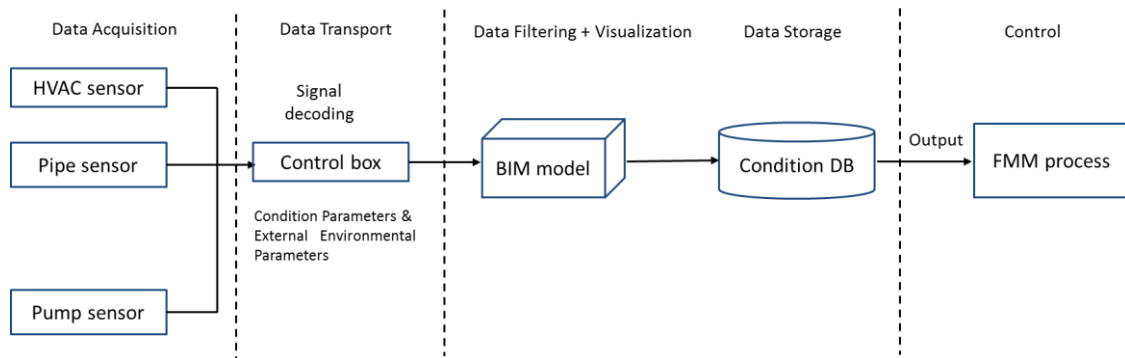 Data Acquisition
Data Transport
Data Filtering + Visualization
Data Storage
Control
HVAC sensor
Pipe sensor
Pump sensor
Signal
decoding
Control box
Condition Parameters &
External Environmental
Parameters
BIM model
Condition DB
Output
FMM process